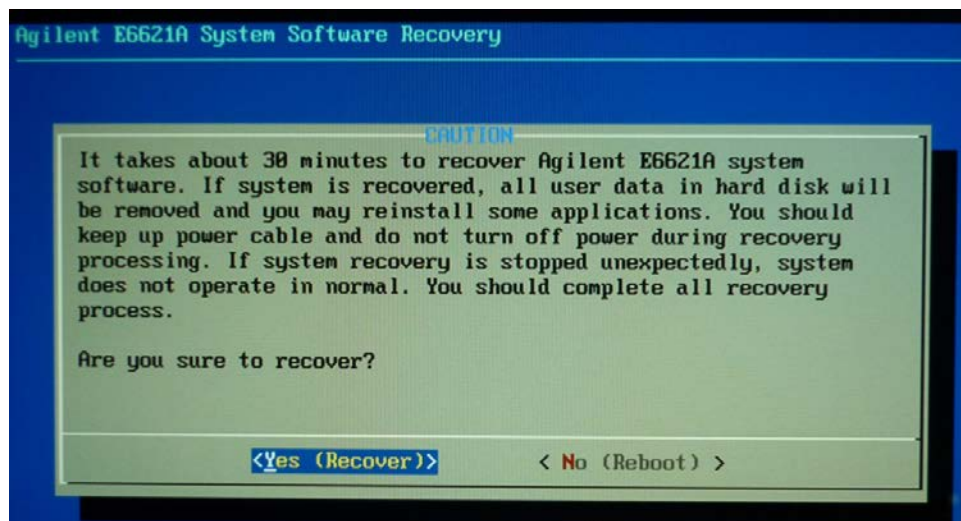 Agilent E6621A System Software Recovery
CAUTION
It takes about 30 minutes to recover Agilent E6621A system
software. If system is recovered, all user data in hard disk will
be removed and you may reinstall some applications. You should
keep up power cable and do not turn off power during recovery
processing. If system recovery is stopped unexpectedly, system
does not operate in normal. You should complete all recovery
process.
Are you sure to recover?
<Yes (Recover)> < No (Reboot) >